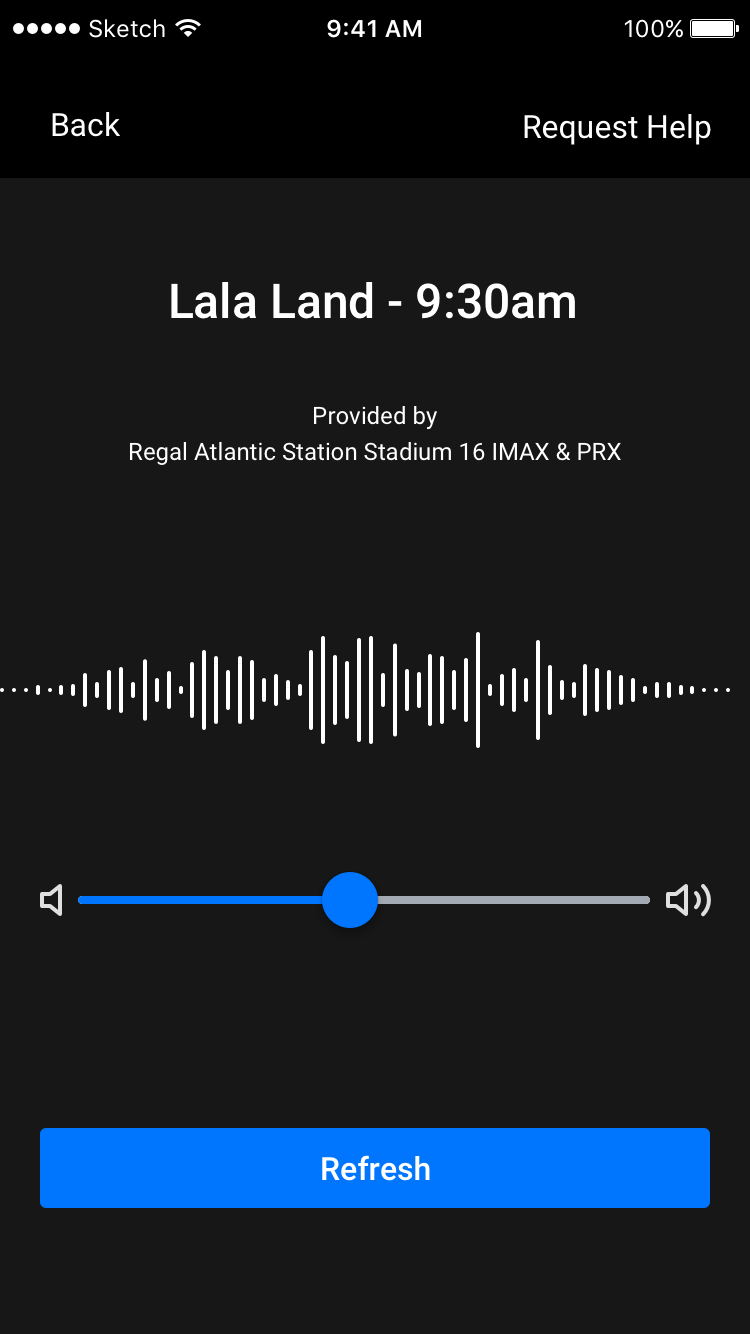 Sketch 9:41 AM 100%
Back Request Help
Lala Land - 9:30am
Provided by
Regal Atlantic Station Stadium 16 IMAX & PRX
Refresh